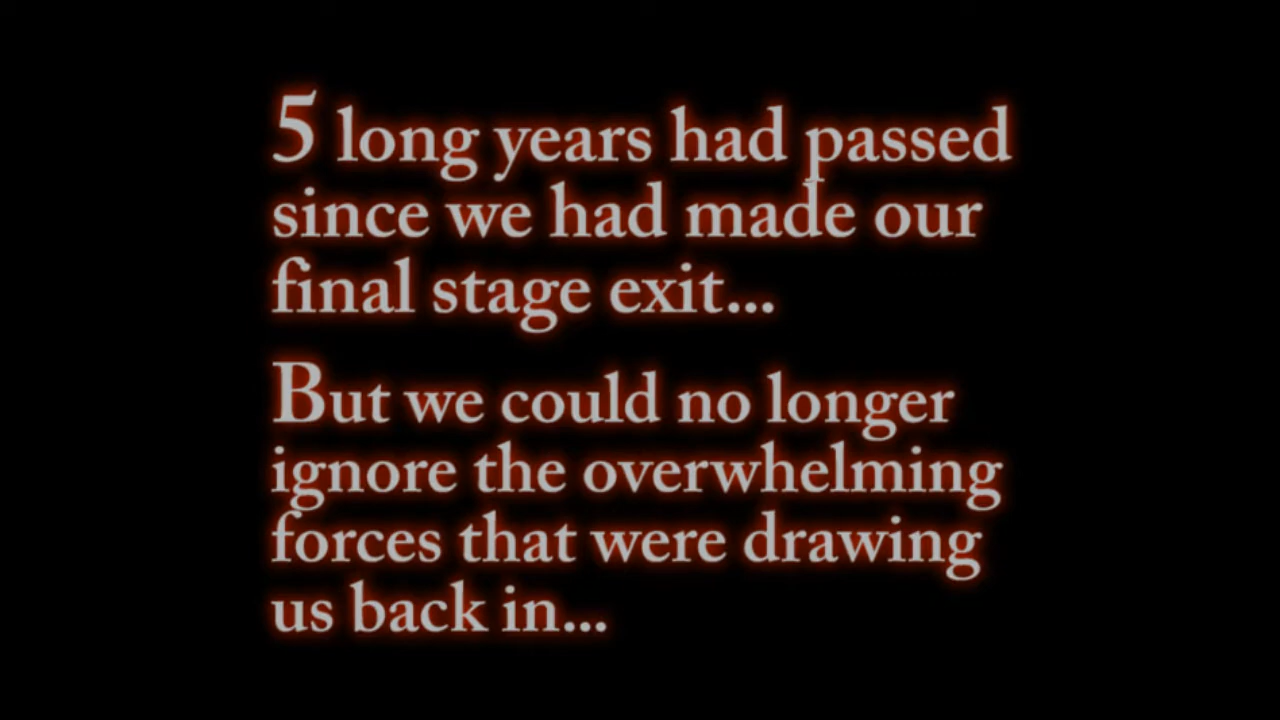 5 long years had passed
since we had made our
final stage exit...
But we could no longer
ignore the overwhelming
forces that were drawing
us back in...